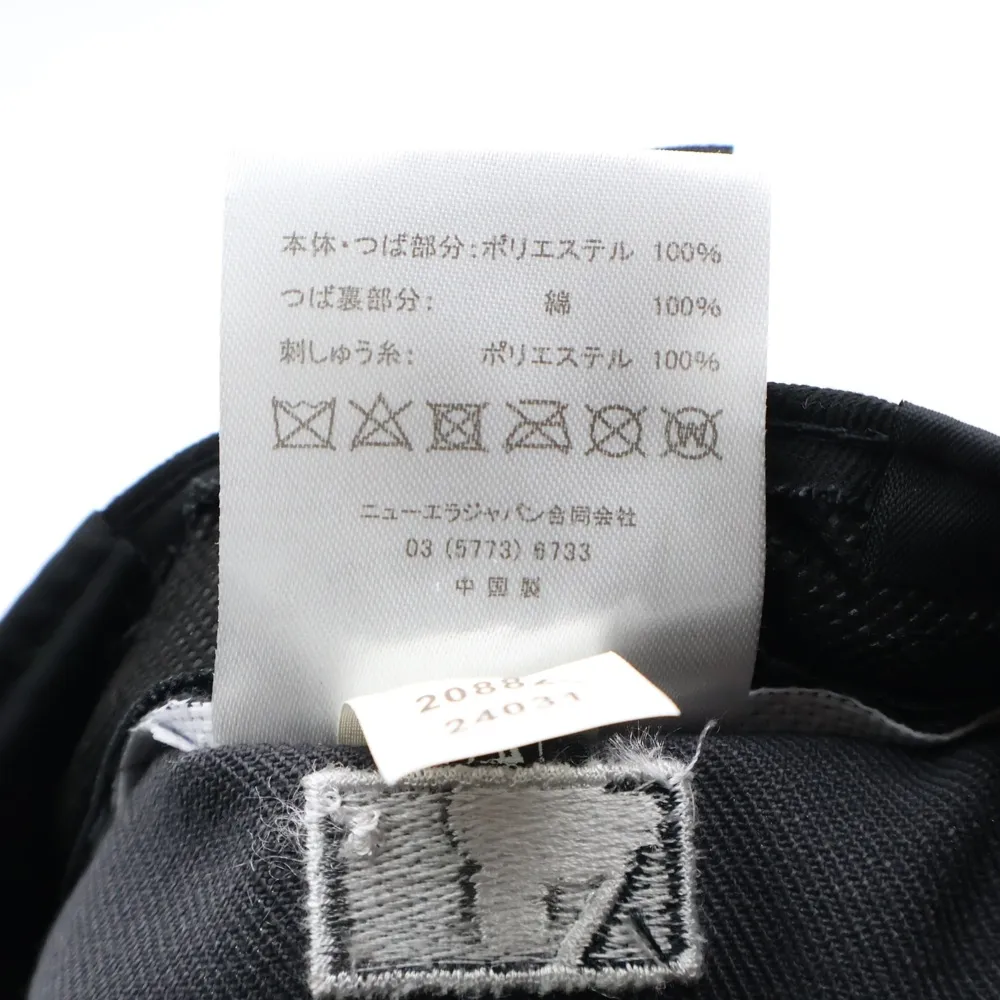 本体・つば部分:ポリエステル 100%
つば裏部分: 綿 100%
刺しゅう糸: ポリエステル 100%
ニューエラジャパン合同会社
03 (5773) 6733
中国製
24031